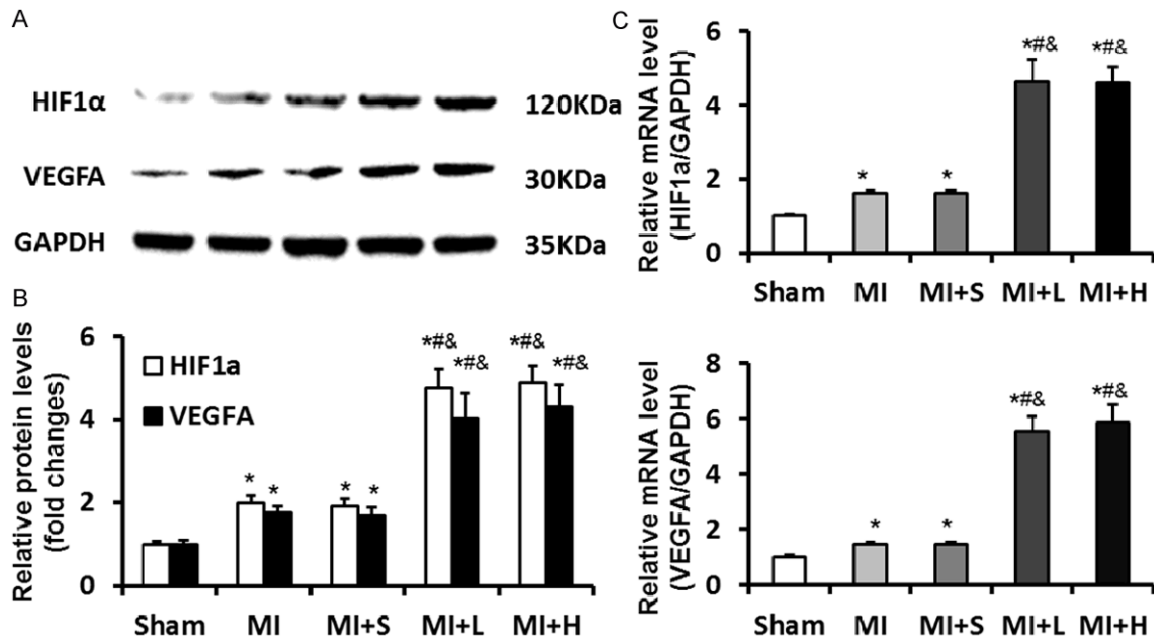 A
HIF1α
120KDa
VEGFA
30KDa
GAPDH
35KDa
B
Relative protein levels
(fold changes)
6
4
2
0
HIF1a
VEGFA
* *
* *
*#&
*#&
*#&
*#&
Sham MI MI+S MI+L MI+H
C
Relative mRNA level
(HIF1a/GAPDH)
6
4
2
0
*
*
*#&
*#&
Sham MI MI+S MI+L MI+H
Relative mRNA level
(VEGFA/GAPDH)
8
6
4
2
0
*
*
*#&
*#&
Sham MI MI+S MI+L MI+H